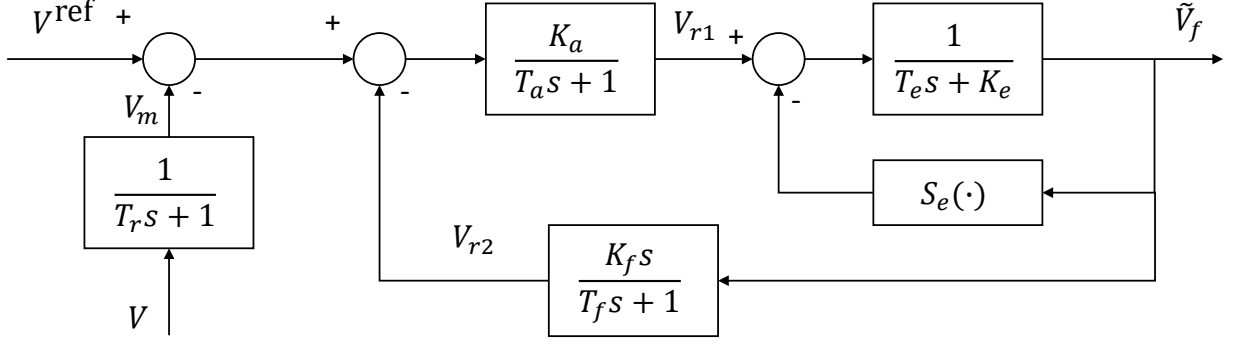 V^ref + -
V_m
1
T_r s + 1
V
+ -
K_a
T_a s + 1
V_r1 + -
1
T_e s + K_e
Ṽ_f
S_e(·)
V_r2
K_f s
T_f s + 1